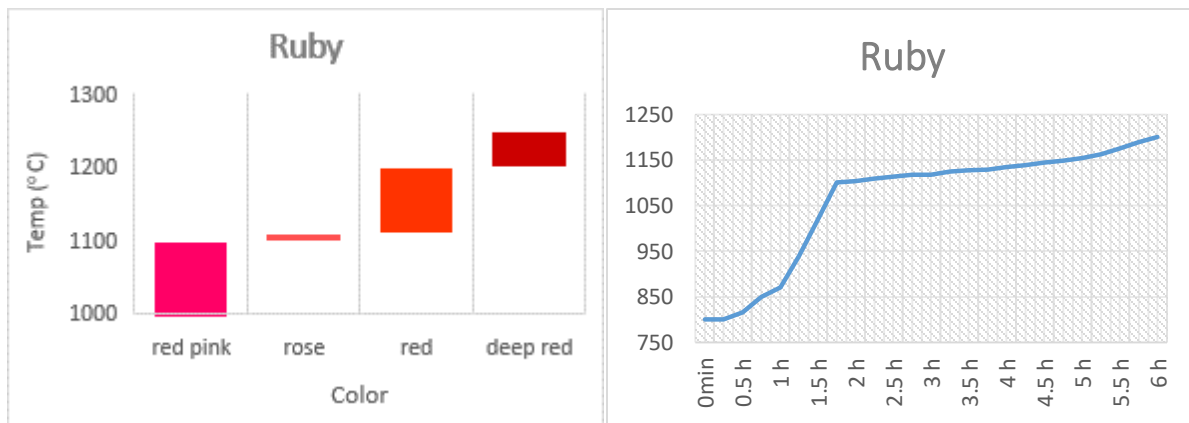 Ruby
1300
1200
1100
1000
Temp (°C)
red pink rose red deep red
Color
Ruby
1250
1150
1050
950
850
750
0min 0.5 h 1 h 1.5 h 2 h 2.5 h 3 h 3.5 h 4 h 4.5 h 5 h 5.5 h 6 h